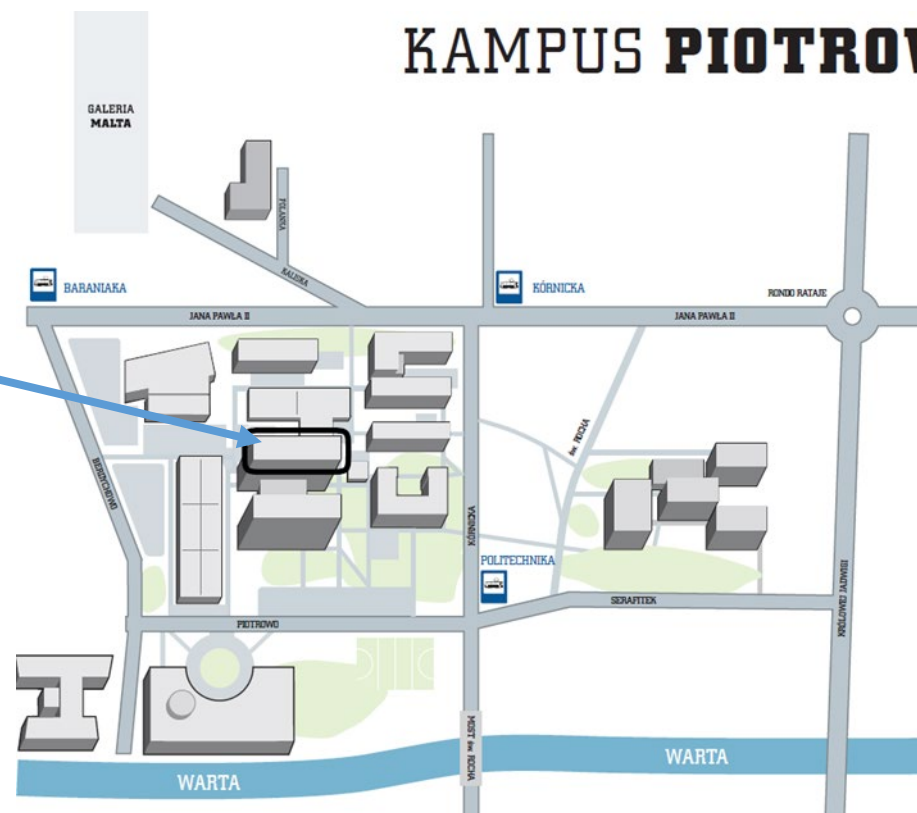 KAMPUS PIOTROW
GALERIA
MALTA
POLANKA
KALISKA
BARANIAKA
KÓRNICKA
RONDO RATAJE
JANA PAWŁA II
JANA PAWŁA II
św. ROCHA
BERDYCHOWO
KÓRNICKA
POLITECHNIKA
KRÓLOWEJ JADWIGI
SERAFITEK
PIOTROWO
MOST św. ROCHA
WARTA
WARTA